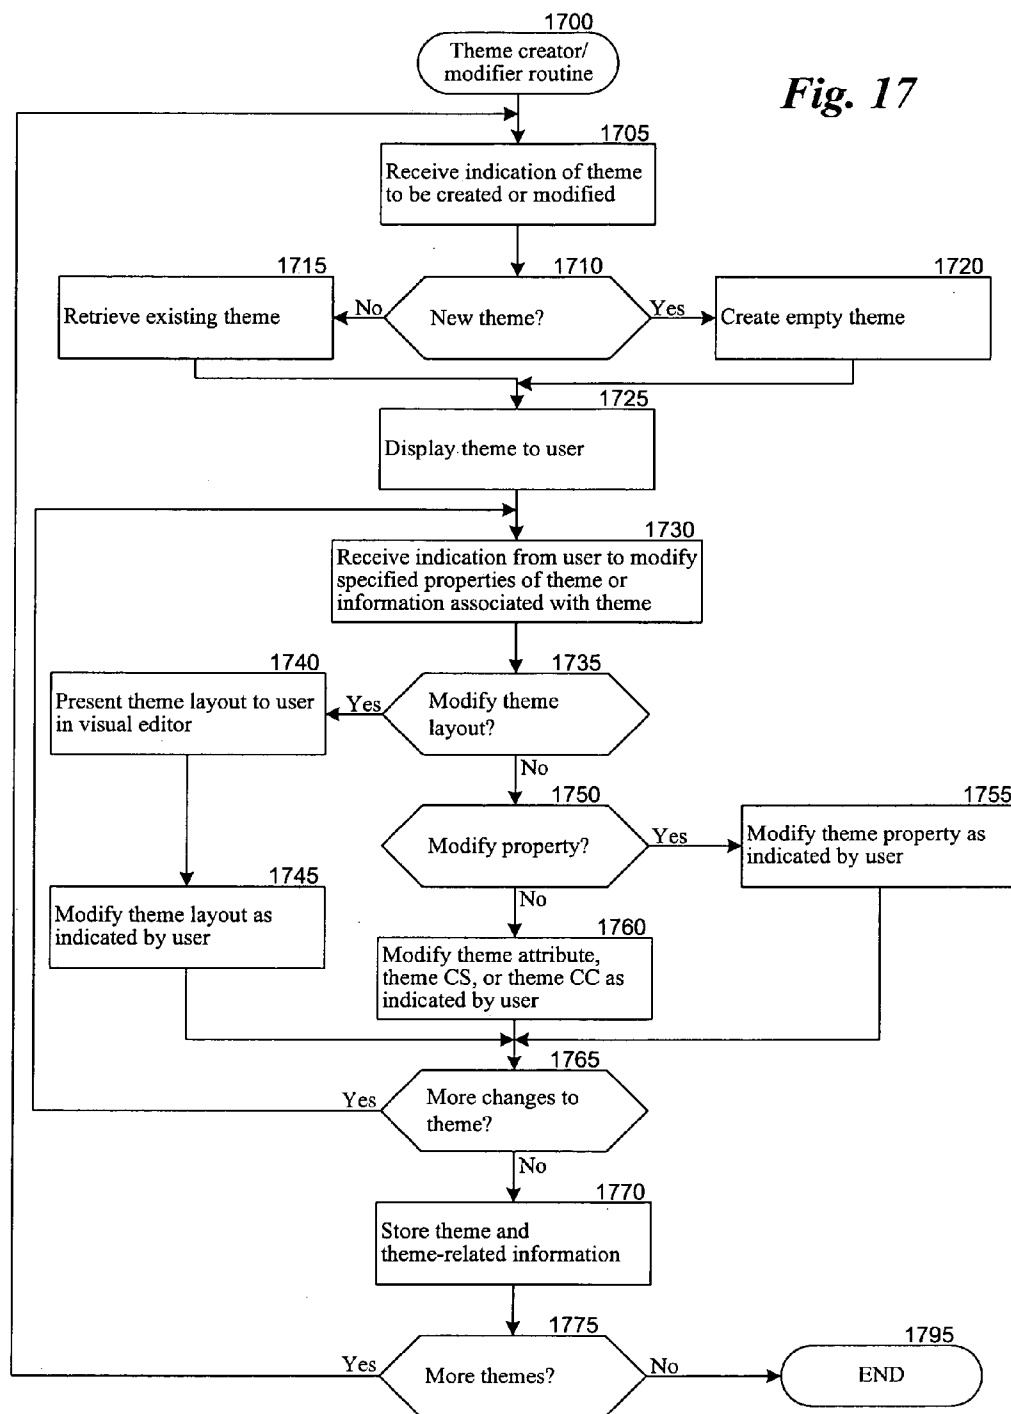 1700
Theme creator/
modifier routine
Fig. 17
1705
Receive indication of theme
to be created or modified
1715
1710
1720
Retrieve existing theme
No
New theme?
Yes
Create empty theme
1725
Display theme to user
1730
Receive indication from user to modify
specified properties of theme or
information associated with theme
1740
1735
Present theme layout to user
in visual editor
Yes
Modify theme
layout?
No
1750
1755
Modify property?
Yes
Modify theme property as
indicated by user
1745
No
Modify theme layout as
indicated by user
1760
Modify theme attribute,
theme CS, or theme CC as
indicated by user
1765
Yes
More changes to
theme?
No
1770
Store theme and
theme-related information
1775
1795
Yes
More themes?
No
END